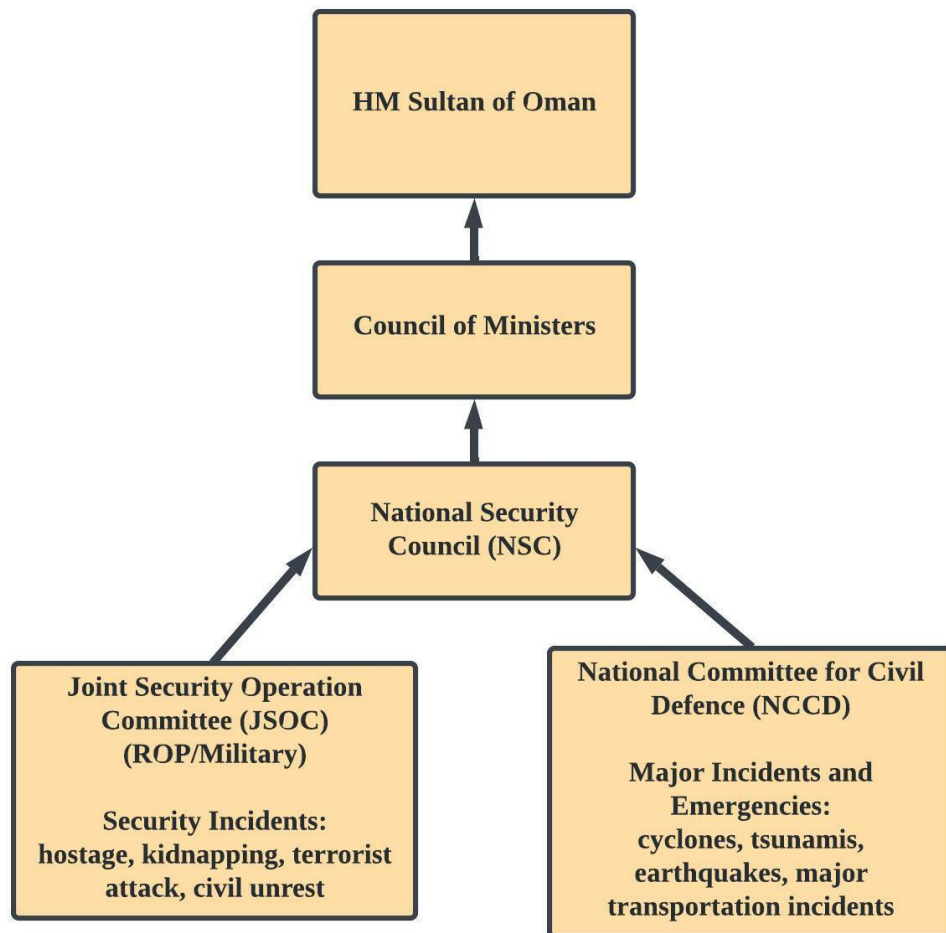 HM Sultan of Oman
Council of Ministers
National Security
Council (NSC)
Joint Security Operation
Committee (JSOC)
(ROP/Military)
Security Incidents:
hostage, kidnapping, terrorist
attack, civil unrest
National Committee for Civil
Defence (NCCD)
Major Incidents and
Emergencies:
cyclones, tsunamis,
earthquakes, major
transportation incidents